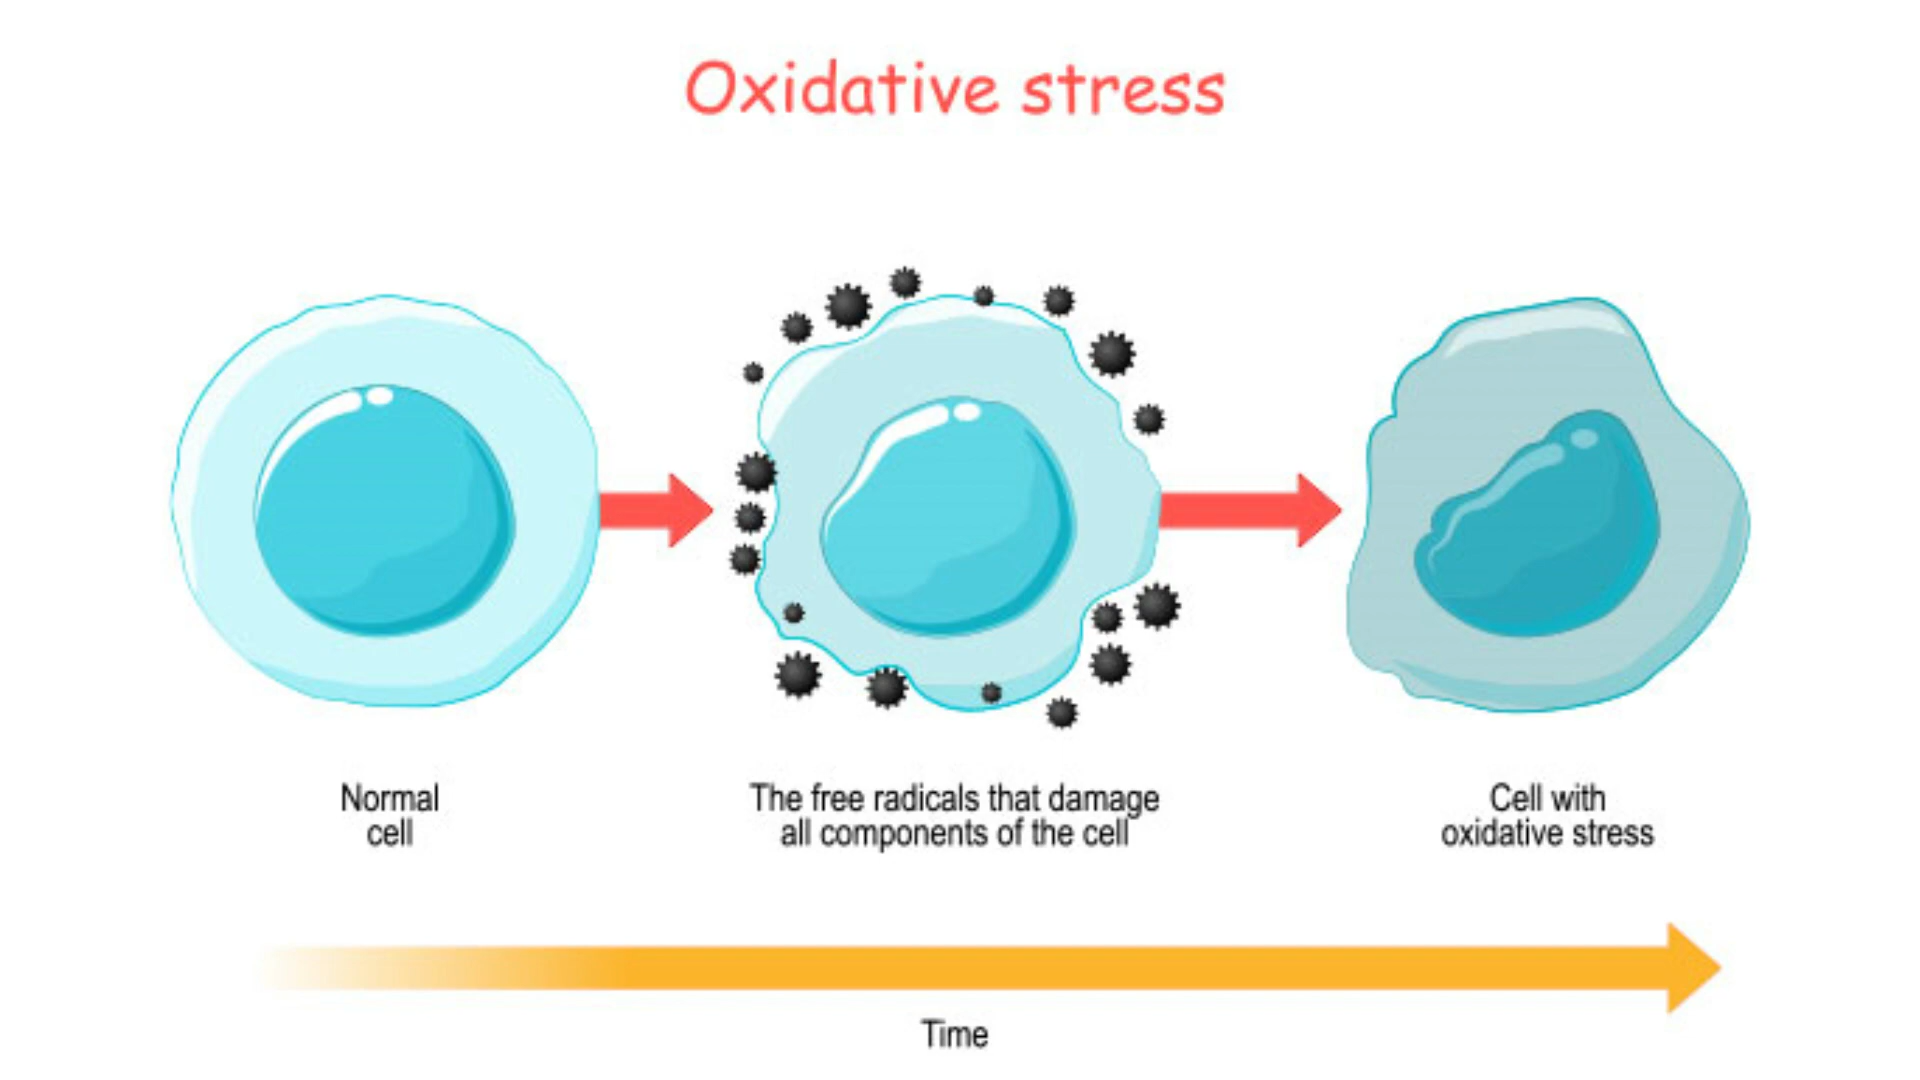 Oxidative stress
Normal
cell
The free radicals that damage
all components of the cell
Cell with
oxidative stress
Time